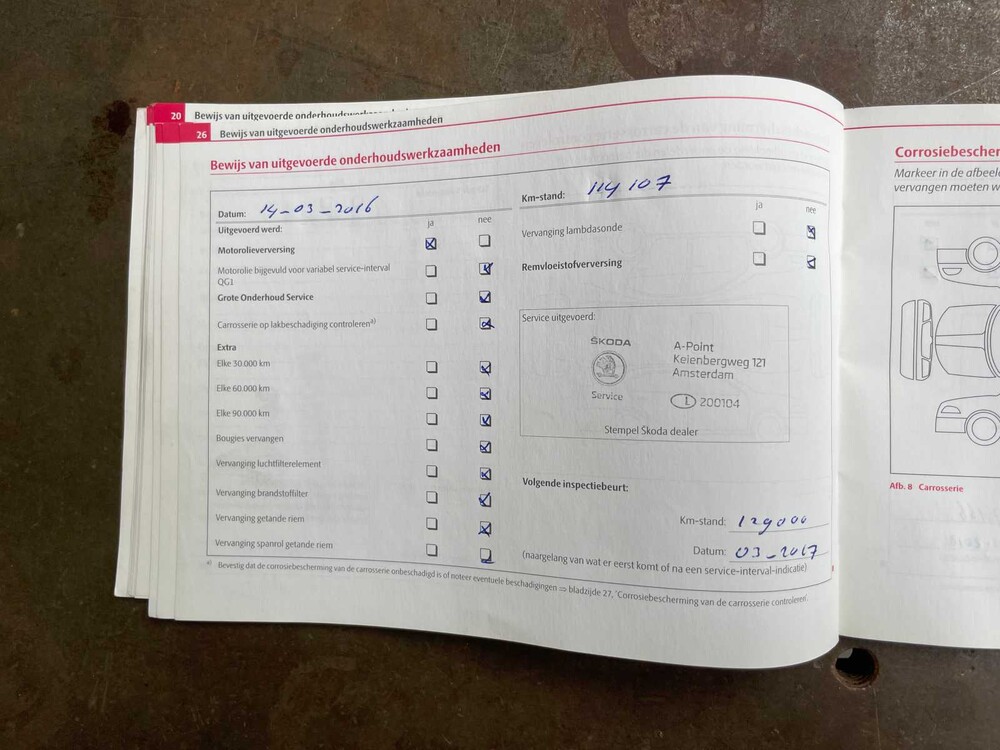 20 Bewijs van uitgevoerde
26 Bewijs van uitgevoerde onderhoudswerkzaamheden
Bewijs van uitgevoerde onderhoudswerkzaamheden
Datum: 14-03-2016
Uitgevoerd werd: ja nee
Motorolieverversing
Motorolie bijgevuld voor variabel service-interval
QG1
Grote Onderhoud Service
Carrosserie op lakbeschadiging controleren a)
Extra
Elke 30.000 km
Elke 60.000 km
Elke 90.000 km
Bougies vervangen
Vervanging luchtfilterelement
Vervanging brandstoffilter
Vervanging getande riem
Vervanging spanrol getande riem
Km-stand: 114 107
ja nee
Vervanging lambdasonde
Remvloeistofverversing
Service uitgevoerd:
ŠKODA
Service
A-Point
Keienbergweg 121
Amsterdam
1 200104
Stempel Škoda dealer
Volgende inspectiebeurt:
Km-stand: 129000
Datum: 03-2017
(naargelang van wat er eerst komt of na een service-interval-indicatie)
a) Bevestig dat de corrosiebescherming van de carrosserie onbeschadigd is of noteer eventuele beschadigingen ⇒ bladzijde 27, "Corrosiebescherming van de carrosserie controleren".
Corrosiebescher
Markeer in de afbeel
vervangen moeten w
Afb. 8 Carrosserie